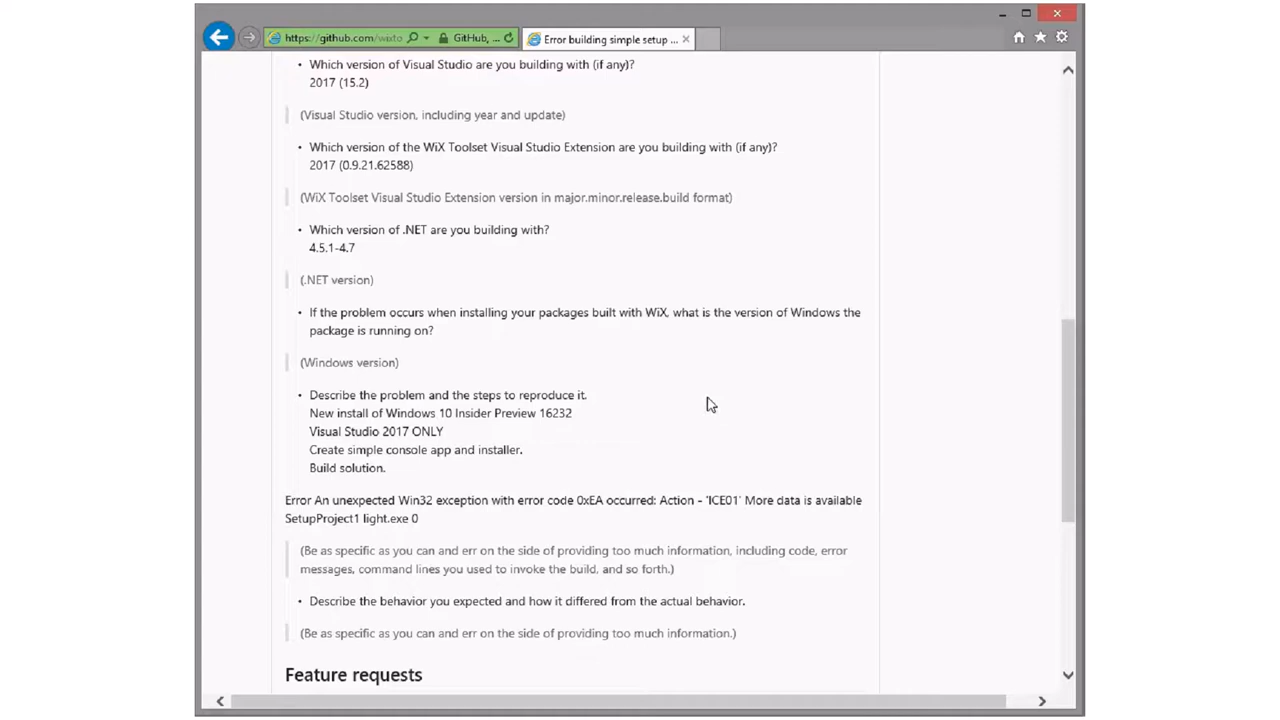 https://github.com/wixto
GitHub, ...
Error building simple setup ...
• Which version of Visual Studio are you building with (if any)?
2017 (15.2)
(Visual Studio version, including year and update)
• Which version of the WiX Toolset Visual Studio Extension are you building with (if any)?
2017 (0.9.21.62588)
(WiX Toolset Visual Studio Extension version in major.minor.release.build format)
• Which version of .NET are you building with?
4.5.1-4.7
(.NET version)
• If the problem occurs when installing your packages built with WiX, what is the version of Windows the
package is running on?
(Windows version)
• Describe the problem and the steps to reproduce it.
New install of Windows 10 Insider Preview 16232
Visual Studio 2017 ONLY
Create simple console app and installer.
Build solution.
Error An unexpected Win32 exception with error code 0xEA occurred: Action - 'ICE01' More data is available
SetupProject1 light.exe 0
(Be as specific as you can and err on the side of providing too much information, including code, error
messages, command lines you used to invoke the build, and so forth.)
• Describe the behavior you expected and how it differed from the actual behavior.
(Be as specific as you can and err on the side of providing too much information.)
Feature requests